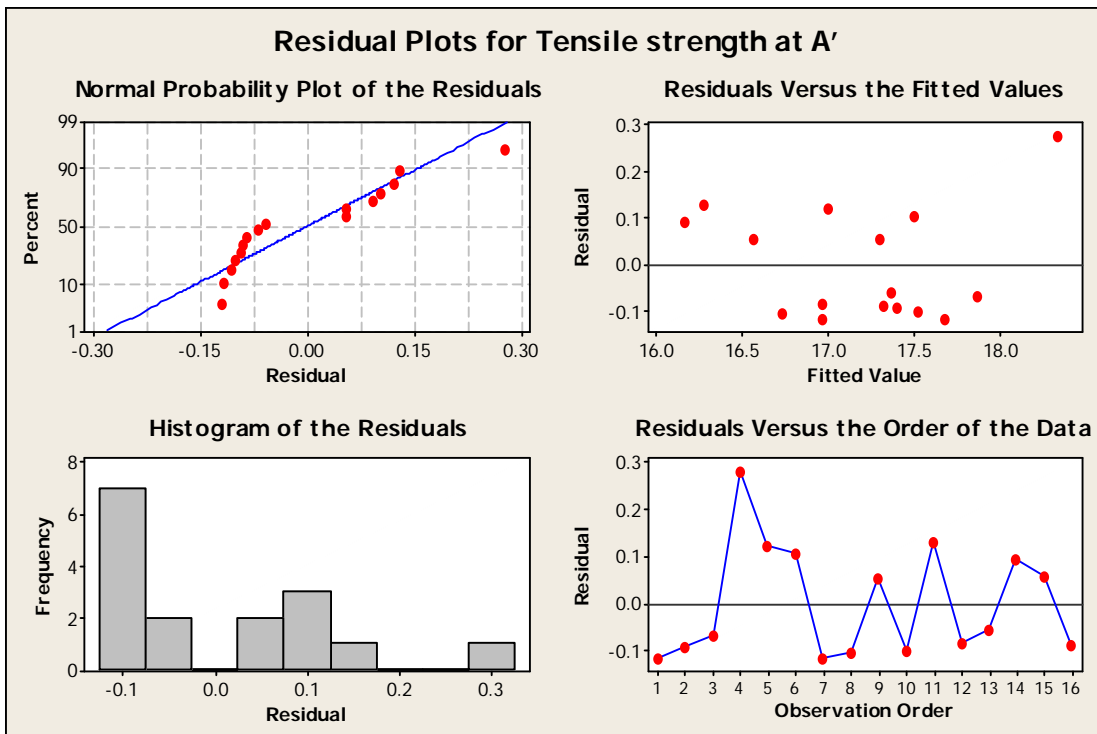 Residual Plots for Tensile strength at A’
Normal Probability Plot of the Residuals
Percent
99
90
50
10
1
-0.30 -0.15 0.00 0.15 0.30
Residual
Residuals Versus the Fitted Values
Residual
0.3
0.2
0.1
0.0
-0.1
16.0 16.5 17.0 17.5 18.0
Fitted Value
Histogram of the Residuals
Frequency
8
6
4
2
0
-0.1 0.0 0.1 0.2 0.3
Residual
Residuals Versus the Order of the Data
Residual
0.3
0.2
0.1
0.0
-0.1
1 2 3 4 5 6 7 8 9 10 11 12 13 14 15 16
Observation Order